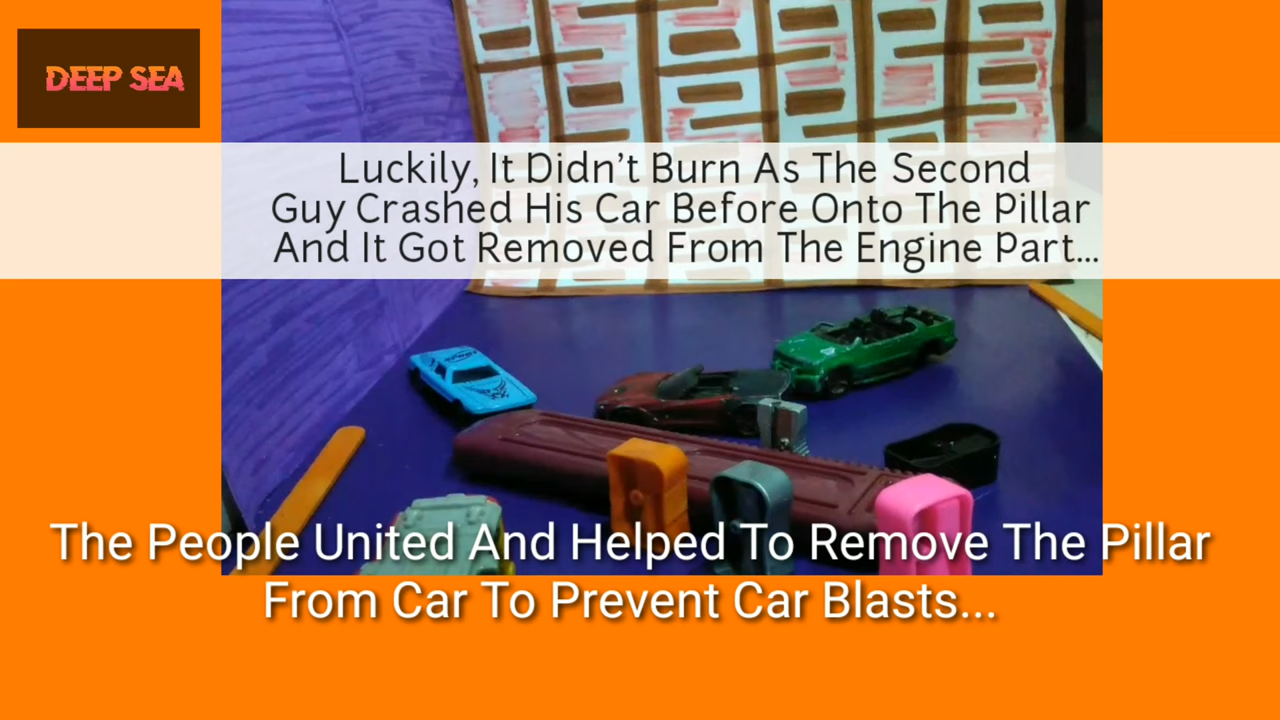 DEEP SEA
Luckily, It Didn't Burn As The Second
Guy Crashed His Car Before Onto The Pillar
And It Got Removed From The Engine Part...
The People United And Helped To Remove The Pillar
From Car To Prevent Car Blasts...